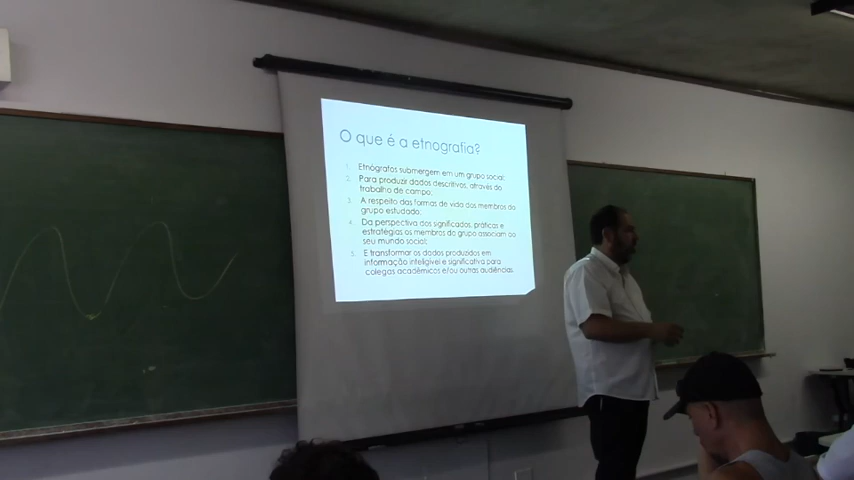 O que é a etnografia?
1. Etnógrafos submergem em um grupo social;
2. Para produzir dados descritivos, através do
trabalho de campo;
3. A respeito das formas de vida dos membros do
grupo estudado;
4. Da perspectiva dos significados, práticas e
estratégias os membros do grupo associam ao
seu mundo social;
5. E transformar os dados produzidos em
informação inteligível e significativa para
colegas acadêmicos e/ou outras audiências.